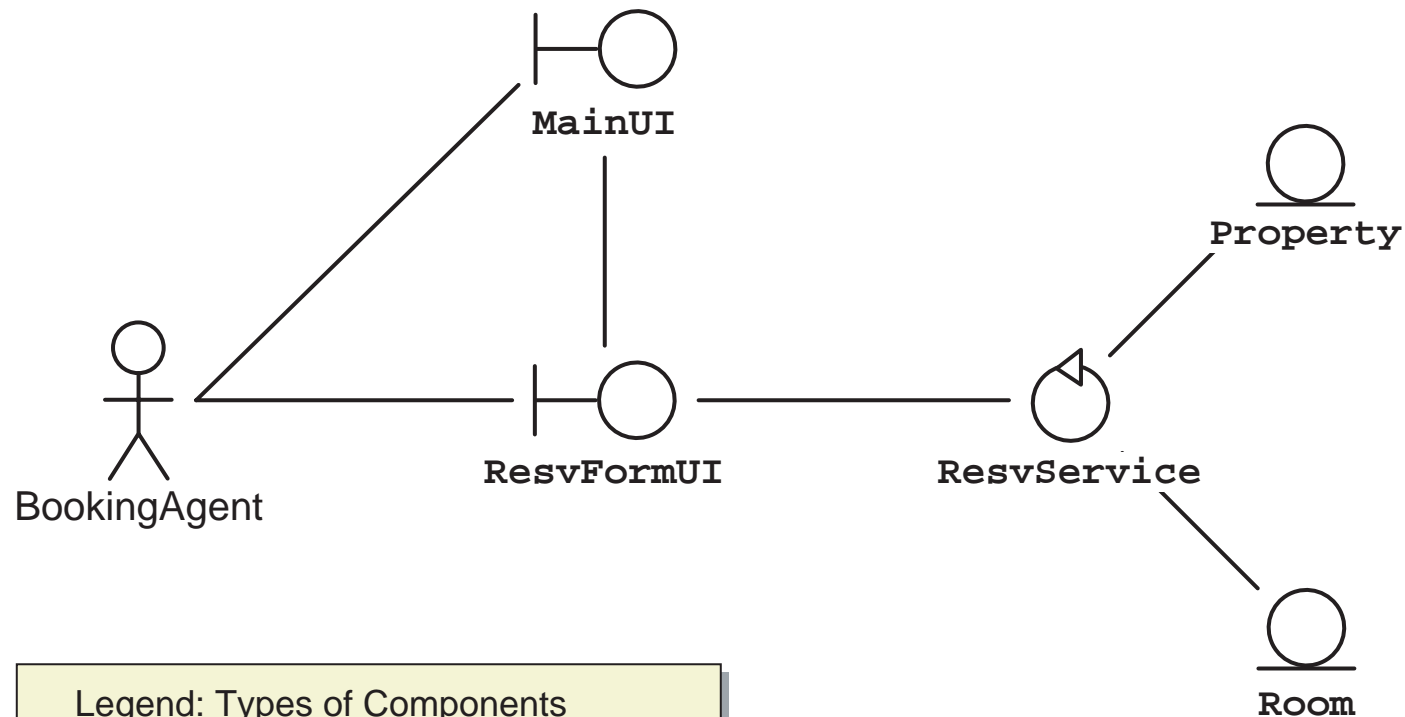 MainUI
Property
ResvFormUI
ResvService
BookingAgent
Legend: Types of Components
Room